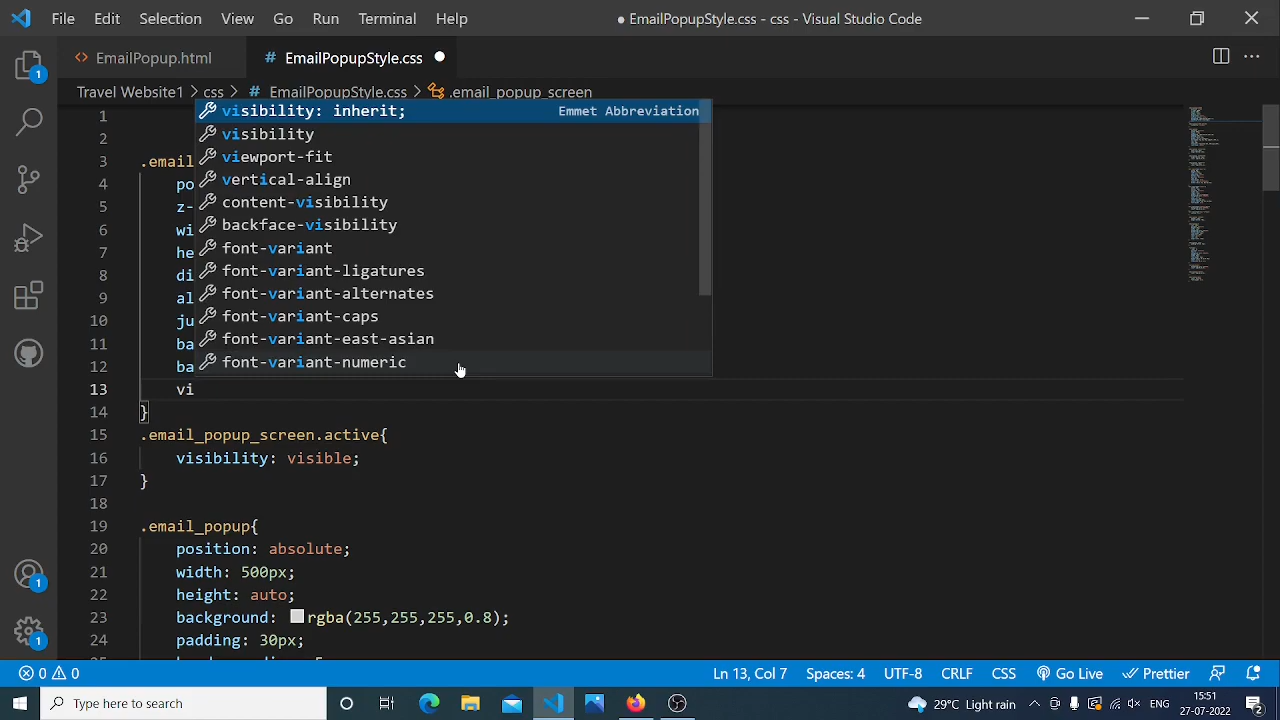 File Edit Selection View Go Run Terminal Help ● EmailPopupStyle.css - css - Visual Studio Code
<> EmailPopup.html # EmailPopupStyle.css
Travel Website1 > css > # EmailPopupStyle.css > .email_popup_screen
1
2
3 .emai
4 po
5 z-
6 wi
7 he
8 di
9 al
10 ju
11 ba
12 ba
visibility: inherit; Emmet Abbreviation
visibility
viewport-fit
vertical-align
content-visibility
backface-visibility
font-variant
font-variant-ligatures
font-variant-alternates
font-variant-caps
font-variant-east-asian
font-variant-numeric
13 vi
14 }
15 .email_popup_screen.active{
16 visibility: visible;
17 }
18
19 .email_popup{
20 position: absolute;
21 width: 500px;
22 height: auto;
23 background: rgba(255,255,255,0.8);
24 padding: 30px;
1
1
1
0 0 Ln 13, Col 7 Spaces: 4 UTF-8 CRLF CSS Go Live Prettier
Type here to search 29°C Light rain ENG 15:51
27-07-2022 2